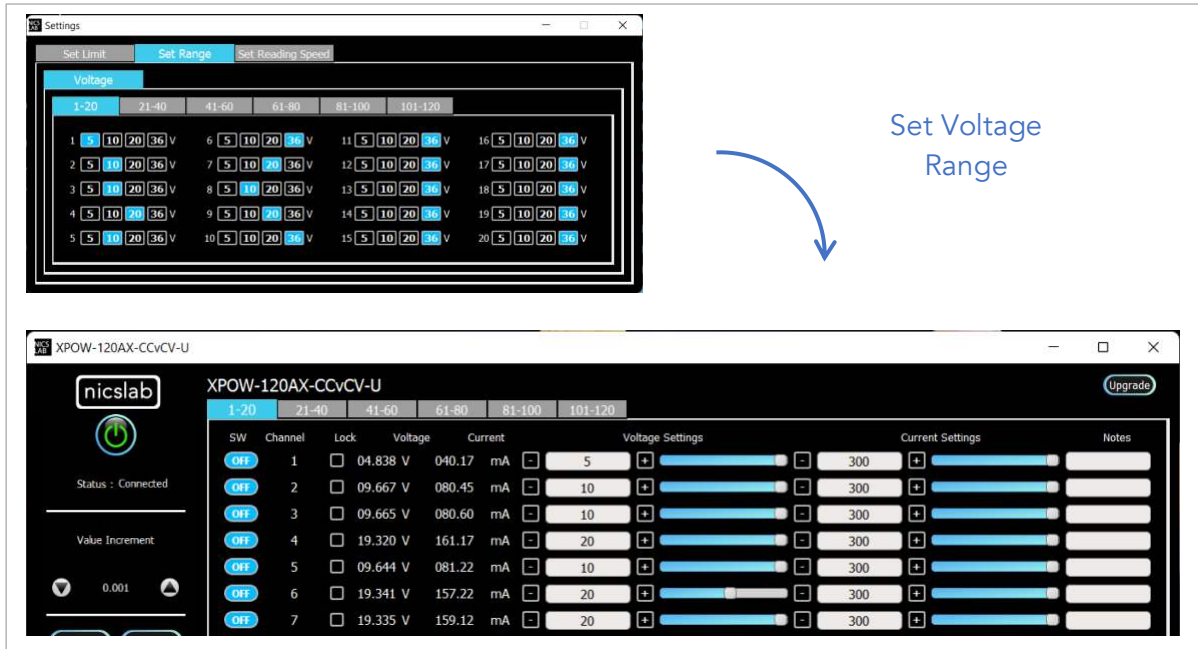 NICS LAB Settings
Set Limit Set Range Set Reading Speed
Voltage
1-20 21-40 41-60 61-80 81-100 101-120
1 5 10 20 36 V 6 5 10 20 36 V 11 5 10 20 36 V 16 5 10 20 36 V
2 5 10 20 36 V 7 5 10 20 36 V 12 5 10 20 36 V 17 5 10 20 36 V
3 5 10 20 36 V 8 5 10 20 36 V 13 5 10 20 36 V 18 5 10 20 36 V
4 5 10 20 36 V 9 5 10 20 36 V 14 5 10 20 36 V 19 5 10 20 36 V
5 5 10 20 36 V 10 5 10 20 36 V 15 5 10 20 36 V 20 5 10 20 36 V
Set Voltage
Range
NICS LAB XPOW-120AX-CCvCV-U
nicslab
Status : Connected
Value Increment
0.001
XPOW-120AX-CCvCV-U Upgrade
1-20 21-40 41-60 61-80 81-100 101-120
SW Channel Lock Voltage Current Voltage Settings Current Settings Notes
OFF 1 04.838 V 040.17 mA - 5 + - 300 +
OFF 2 09.667 V 080.45 mA - 10 + - 300 +
OFF 3 09.665 V 080.60 mA - 10 + - 300 +
OFF 4 19.320 V 161.17 mA - 20 + - 300 +
OFF 5 09.644 V 081.22 mA - 10 + - 300 +
OFF 6 19.341 V 157.22 mA - 20 + - 300 +
OFF 7 19.335 V 159.12 mA - 20 + - 300 +